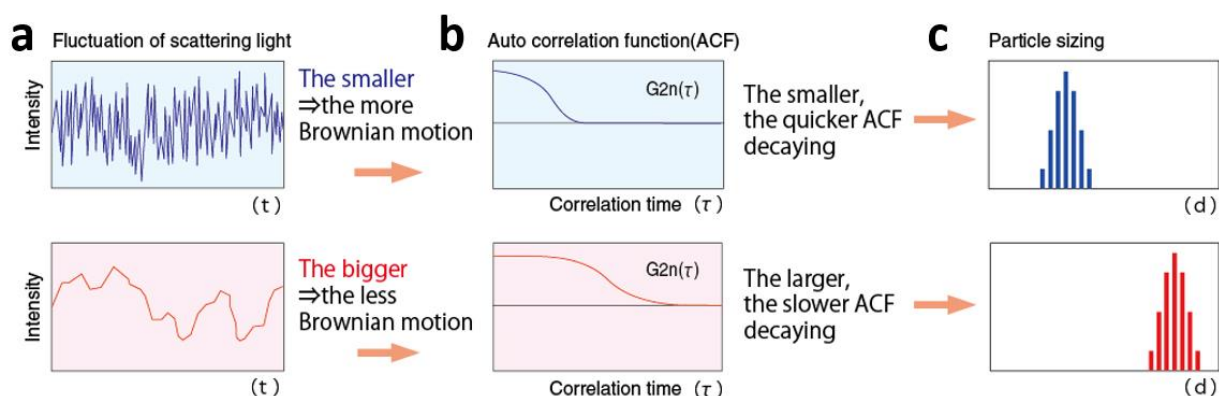 a
Fluctuation of scattering light
Intensity
(t)
The smaller
⇒the more
Brownian motion
b
Auto correlation function(ACF)
G2n(τ)
Correlation time (τ)
The smaller,
the quicker ACF
decaying
c
Particle sizing
(d)
Intensity
(t)
The bigger
⇒the less
Brownian motion
G2n(τ)
Correlation time (τ)
The larger,
the slower ACF
decaying
(d)